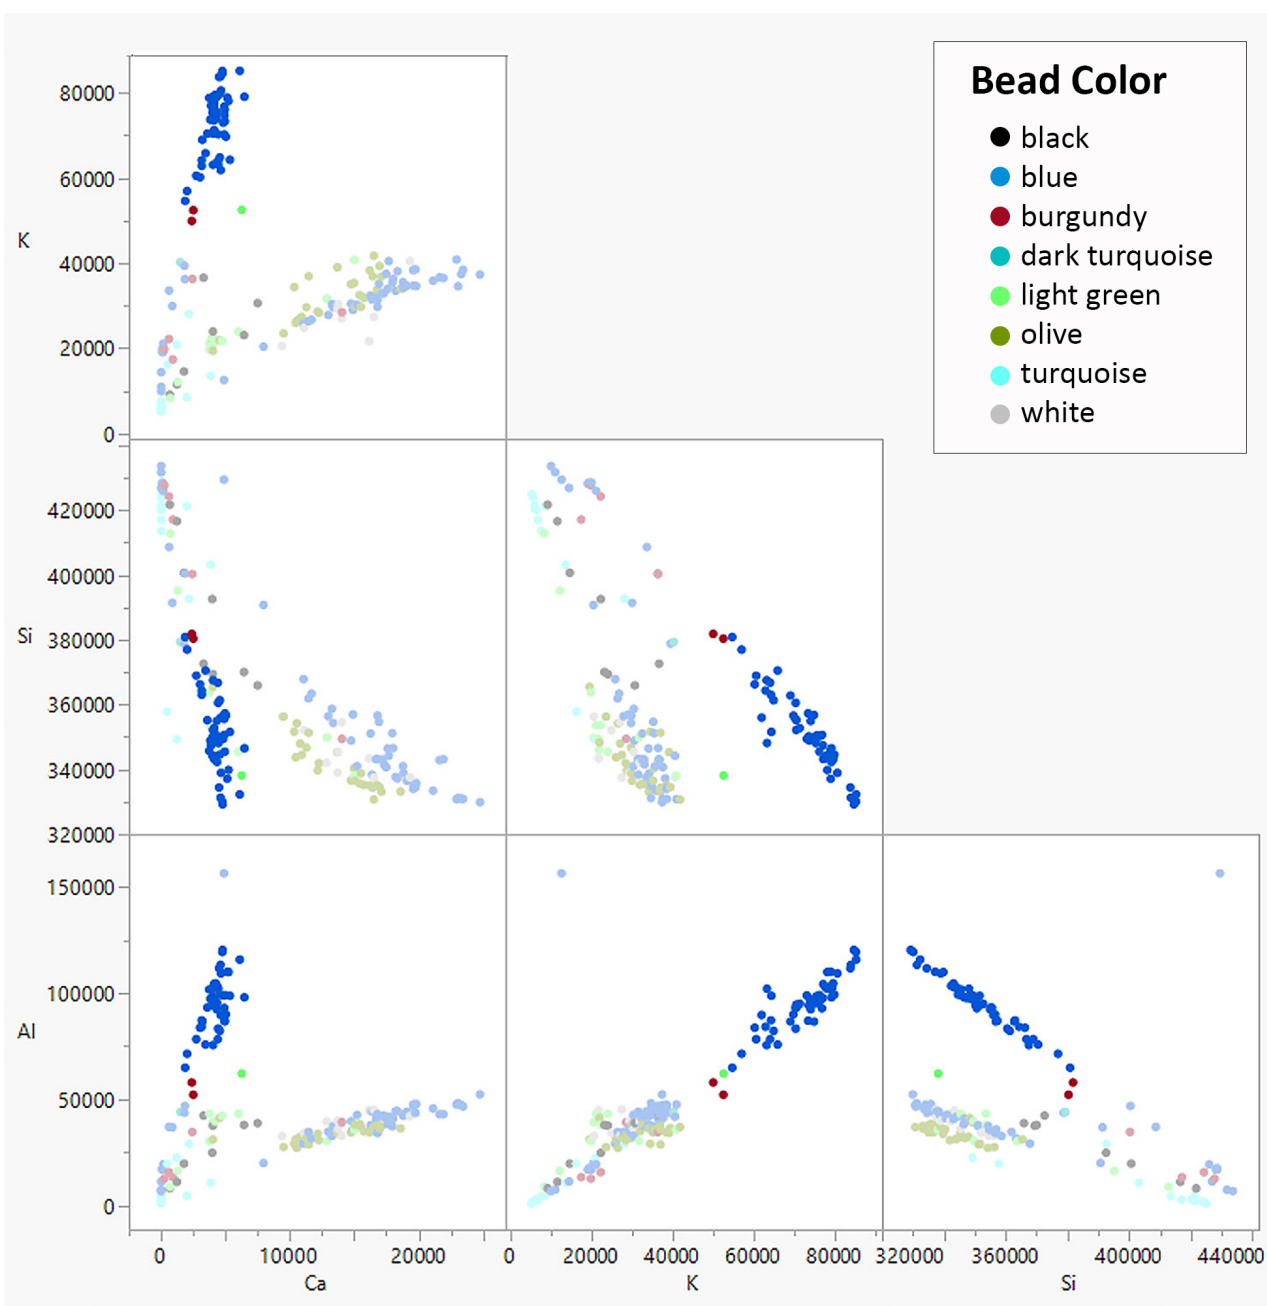 Bead Color
black
blue
burgundy
dark turquoise
light green
olive
turquoise
white
80000
60000
K
40000
20000
0
420000
400000
Si
380000
360000
340000
320000
150000
100000
Al
50000
0
0 10000 20000 0 20000 40000 60000 80000 320000 360000 400000 440000
Ca K Si